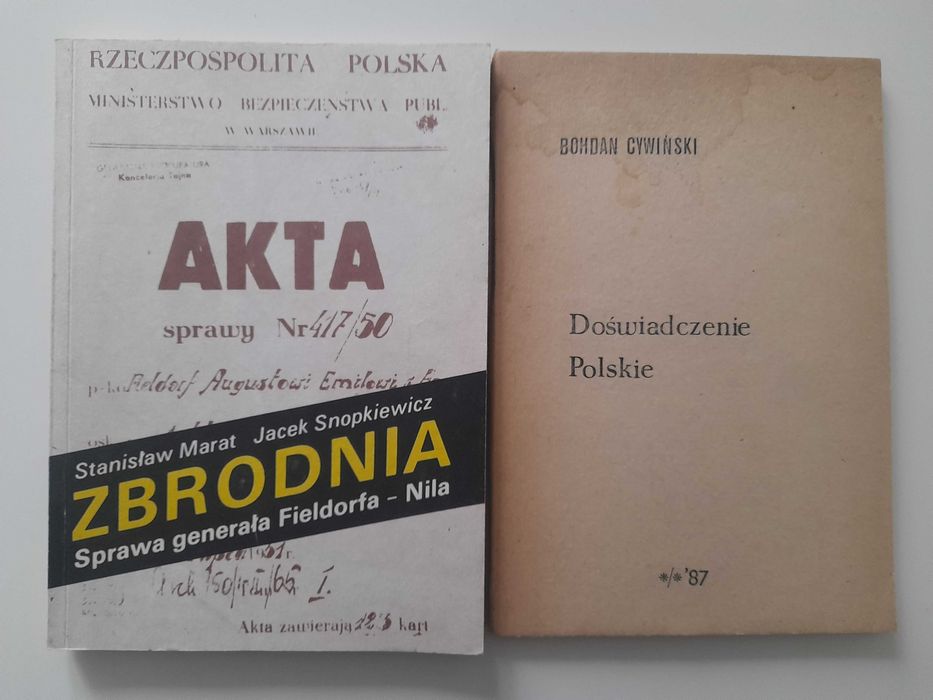 RZECZPOSPOLITA POLSKA
MINISTERSTWO BEZPIECZEŃSTWA PUBL.
W WARSZAWIE
Kancelaria Tajna
AKTA
sprawy Nr 417/50
Fieldorf Augustowi Emilowi
Stanisław Marat Jacek Snopkiewicz
ZBRODNIA
Sprawa generała Fieldorfa – Nila
I.
Akta zawierają 123 kart
BOHDAN CYWIŃSKI
Doświadczenie
Polskie
*/* '87